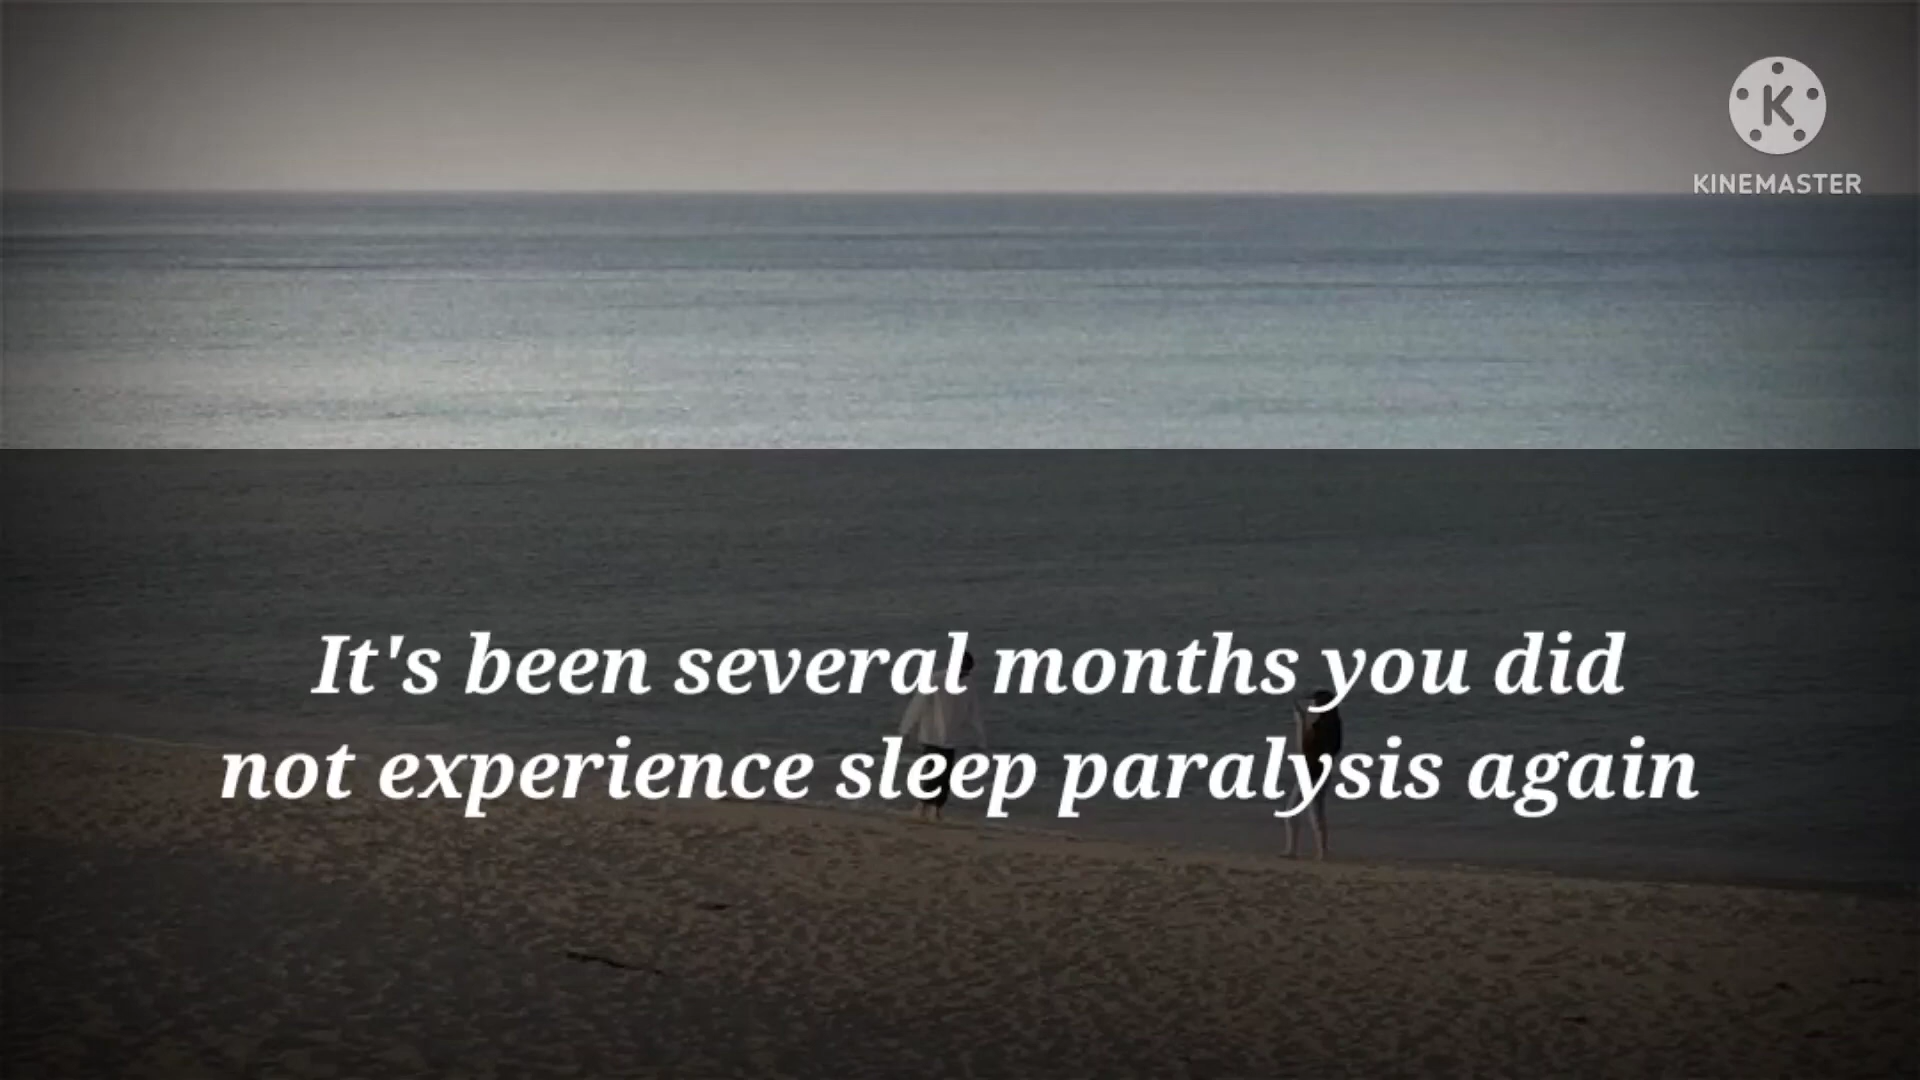 K
KINEMASTER
It's been several months you did
not experience sleep paralysis again